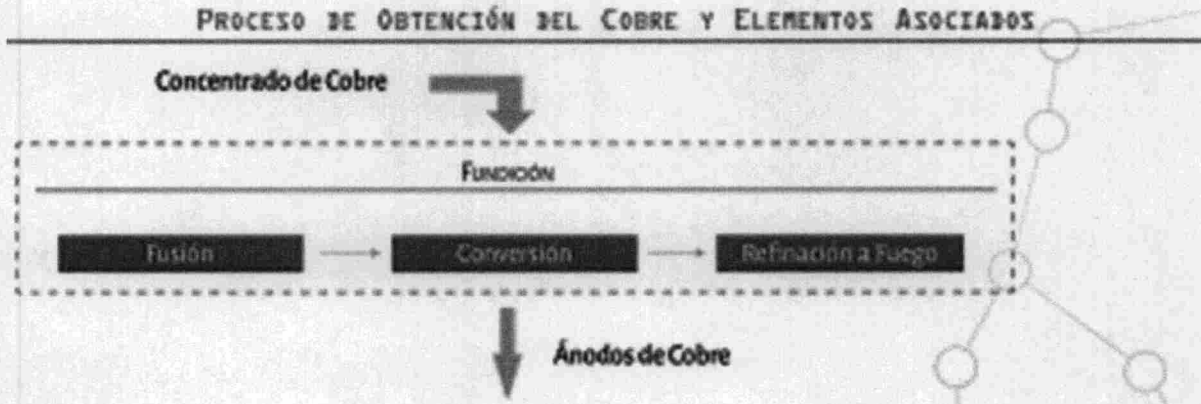 PROCESO DE OBTENCIÓN DEL COBRE Y ELEMENTOS ASOCIADOS
Concentrado de Cobre
FUNDICIÓN
Fusión
Conversión
Refinación a Fuego
Ánodos de Cobre